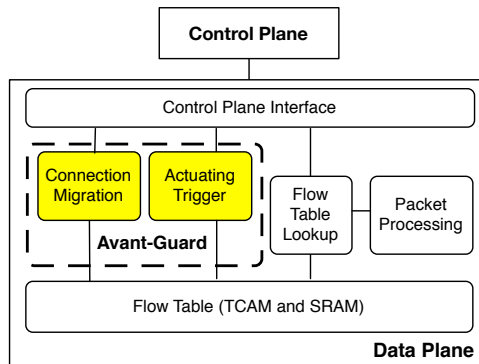 Control Plane
Control Plane Interface
Connection
Migration
Actuating
Trigger
Avant-Guard
Flow
Table
Lookup
Packet
Processing
Flow Table (TCAM and SRAM)
Data Plane